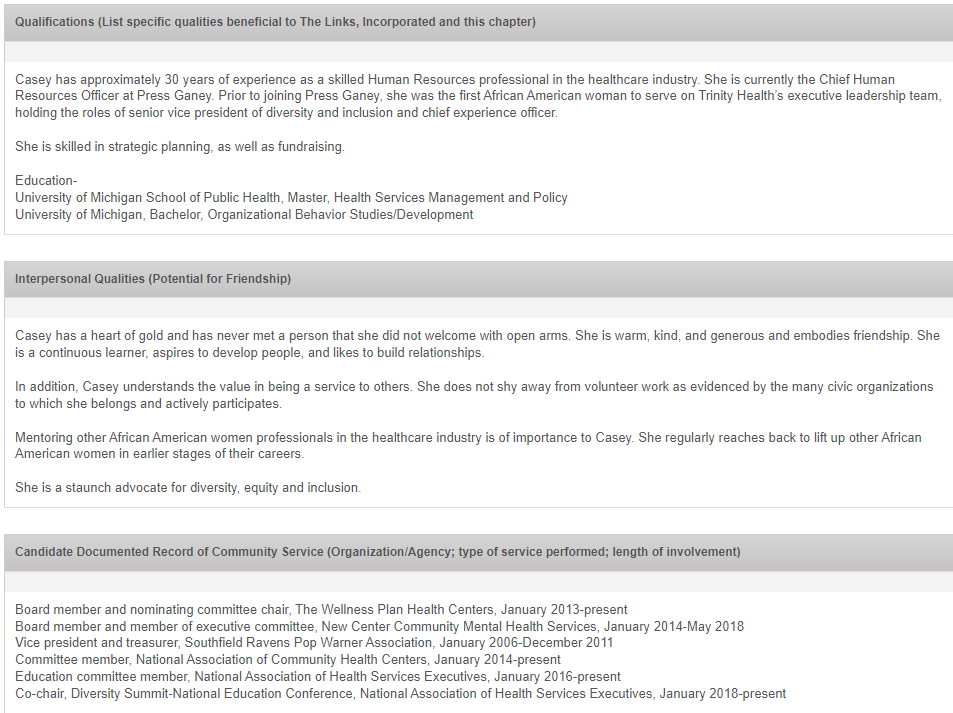 Qualifications (List specific qualities beneficial to The Links, Incorporated and this chapter)
Casey has approximately 30 years of experience as a skilled Human Resources professional in the healthcare industry. She is currently the Chief Human
Resources Officer at Press Ganey. Prior to joining Press Ganey, she was the first African American woman to serve on Trinity Health’s executive leadership team,
holding the roles of senior vice president of diversity and inclusion and chief experience officer.
She is skilled in strategic planning, as well as fundraising.
Education-
University of Michigan School of Public Health, Master, Health Services Management and Policy
University of Michigan, Bachelor, Organizational Behavior Studies/Development
Interpersonal Qualities (Potential for Friendship)
Casey has a heart of gold and has never met a person that she did not welcome with open arms. She is warm, kind, and generous and embodies friendship. She
is a continuous learner, aspires to develop people, and likes to build relationships.
In addition, Casey understands the value in being a service to others. She does not shy away from volunteer work as evidenced by the many civic organizations
to which she belongs and actively participates.
Mentoring other African American women professionals in the healthcare industry is of importance to Casey. She regularly reaches back to lift up other African
American women in earlier stages of their careers.
She is a staunch advocate for diversity, equity and inclusion.
Candidate Documented Record of Community Service (Organization/Agency; type of service performed; length of involvement)
Board member and nominating committee chair, The Wellness Plan Health Centers, January 2013-present
Board member and member of executive committee, New Center Community Mental Health Services, January 2014-May 2018
Vice president and treasurer, Southfield Ravens Pop Warner Association, January 2006-December 2011
Committee member, National Association of Community Health Centers, January 2014-present
Education committee member, National Association of Health Services Executives, January 2016-present
Co-chair, Diversity Summit-National Education Conference, National Association of Health Services Executives, January 2018-present